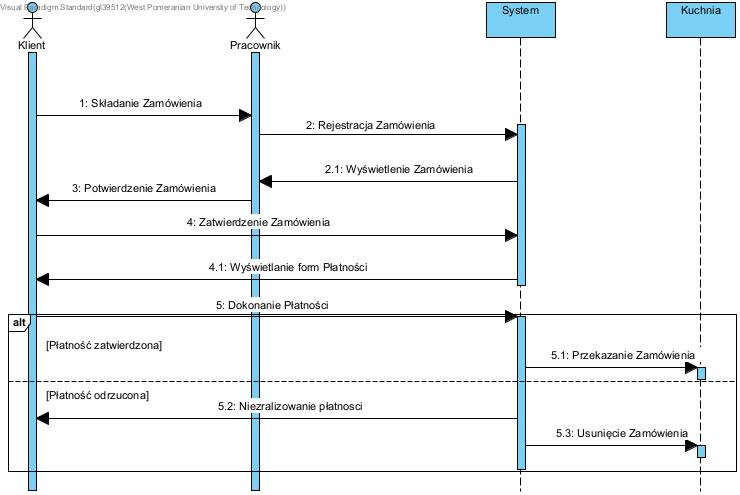 Visual Paradigm Standard(gl39512(West Pomeranian University of Technology))
System
Kuchnia
Klient
Pracownik
1: Składanie Zamówienia
2: Rejestracja Zamówienia
2.1: Wyświetlenie Zamówienia
3: Potwierdzenie Zamówienia
4: Zatwierdzenie Zamówienia
4.1: Wyświetlanie form Płatności
5: Dokonanie Płatności
alt
[Płatność zatwierdzona]
5.1: Przekazanie Zamówienia
[Płatność odrzucona]
5.2: Niezralizowanie płatnosci
5.3: Usunięcie Zamówienia